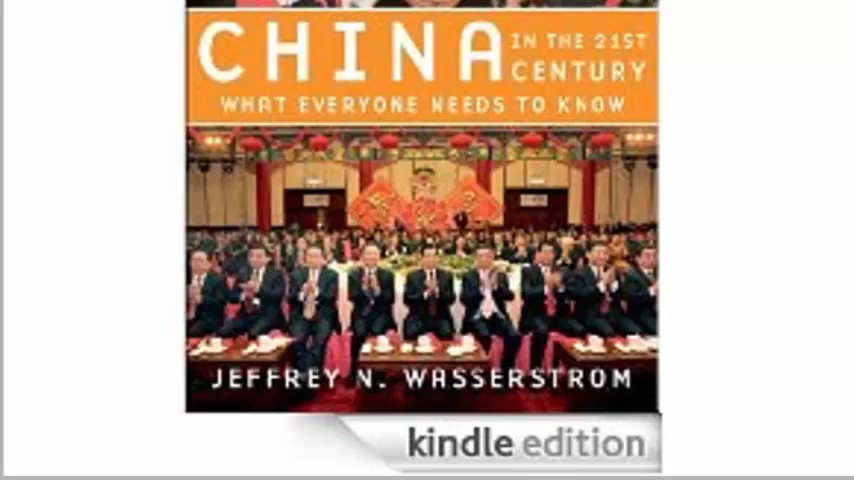 CHINA IN THE 21ST
CENTURY
WHAT EVERYONE NEEDS TO KNOW
JEFFREY N. WASSERSTROM
kindle edition